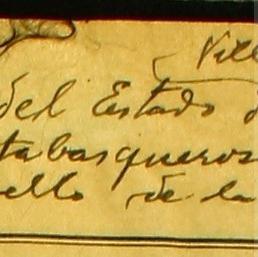 Vill
del Estado d
tabasqueros
ello de la